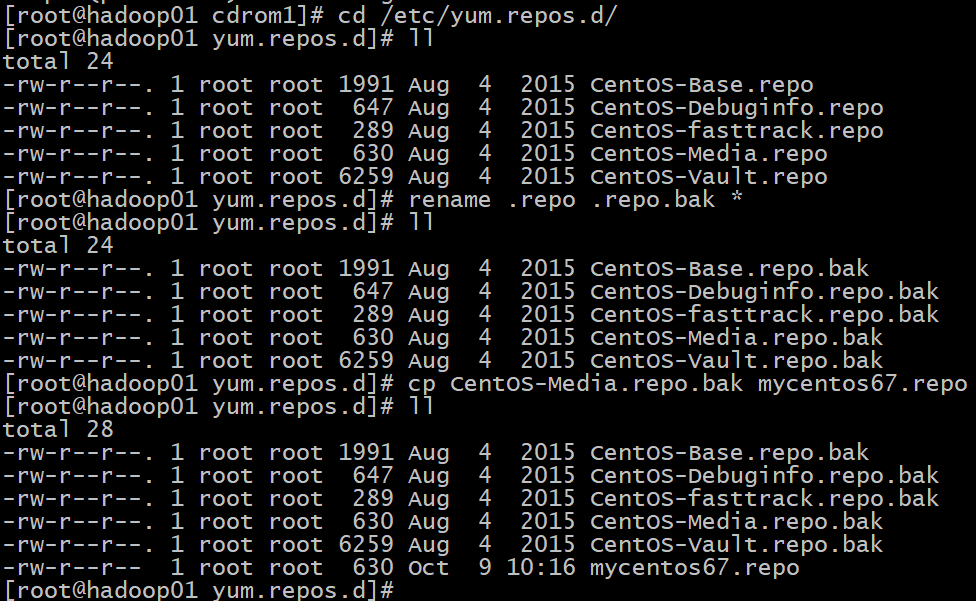 [root@hadoop01 cdrom1]# cd /etc/yum.repos.d/
[root@hadoop01 yum.repos.d]# ll
total 24
-rw-r--r--. 1 root root 1991 Aug  4  2015 CentOS-Base.repo
-rw-r--r--. 1 root root  647 Aug  4  2015 CentOS-Debuginfo.repo
-rw-r--r--. 1 root root  289 Aug  4  2015 CentOS-fasttrack.repo
-rw-r--r--. 1 root root  630 Aug  4  2015 CentOS-Media.repo
-rw-r--r--. 1 root root 6259 Aug  4  2015 CentOS-Vault.repo
[root@hadoop01 yum.repos.d]# rename .repo .repo.bak *
[root@hadoop01 yum.repos.d]# ll
total 24
-rw-r--r--. 1 root root 1991 Aug  4  2015 CentOS-Base.repo.bak
-rw-r--r--. 1 root root  647 Aug  4  2015 CentOS-Debuginfo.repo.bak
-rw-r--r--. 1 root root  289 Aug  4  2015 CentOS-fasttrack.repo.bak
-rw-r--r--. 1 root root  630 Aug  4  2015 CentOS-Media.repo.bak
-rw-r--r--. 1 root root 6259 Aug  4  2015 CentOS-Vault.repo.bak
[root@hadoop01 yum.repos.d]# cp CentOS-Media.repo.bak mycentos67.repo
[root@hadoop01 yum.repos.d]# ll
total 28
-rw-r--r--. 1 root root 1991 Aug  4  2015 CentOS-Base.repo.bak
-rw-r--r--. 1 root root  647 Aug  4  2015 CentOS-Debuginfo.repo.bak
-rw-r--r--. 1 root root  289 Aug  4  2015 CentOS-fasttrack.repo.bak
-rw-r--r--. 1 root root  630 Aug  4  2015 CentOS-Media.repo.bak
-rw-r--r--. 1 root root 6259 Aug  4  2015 CentOS-Vault.repo.bak
-rw-r--r--  1 root root  630 Oct  9 10:16 mycentos67.repo
[root@hadoop01 yum.repos.d]#